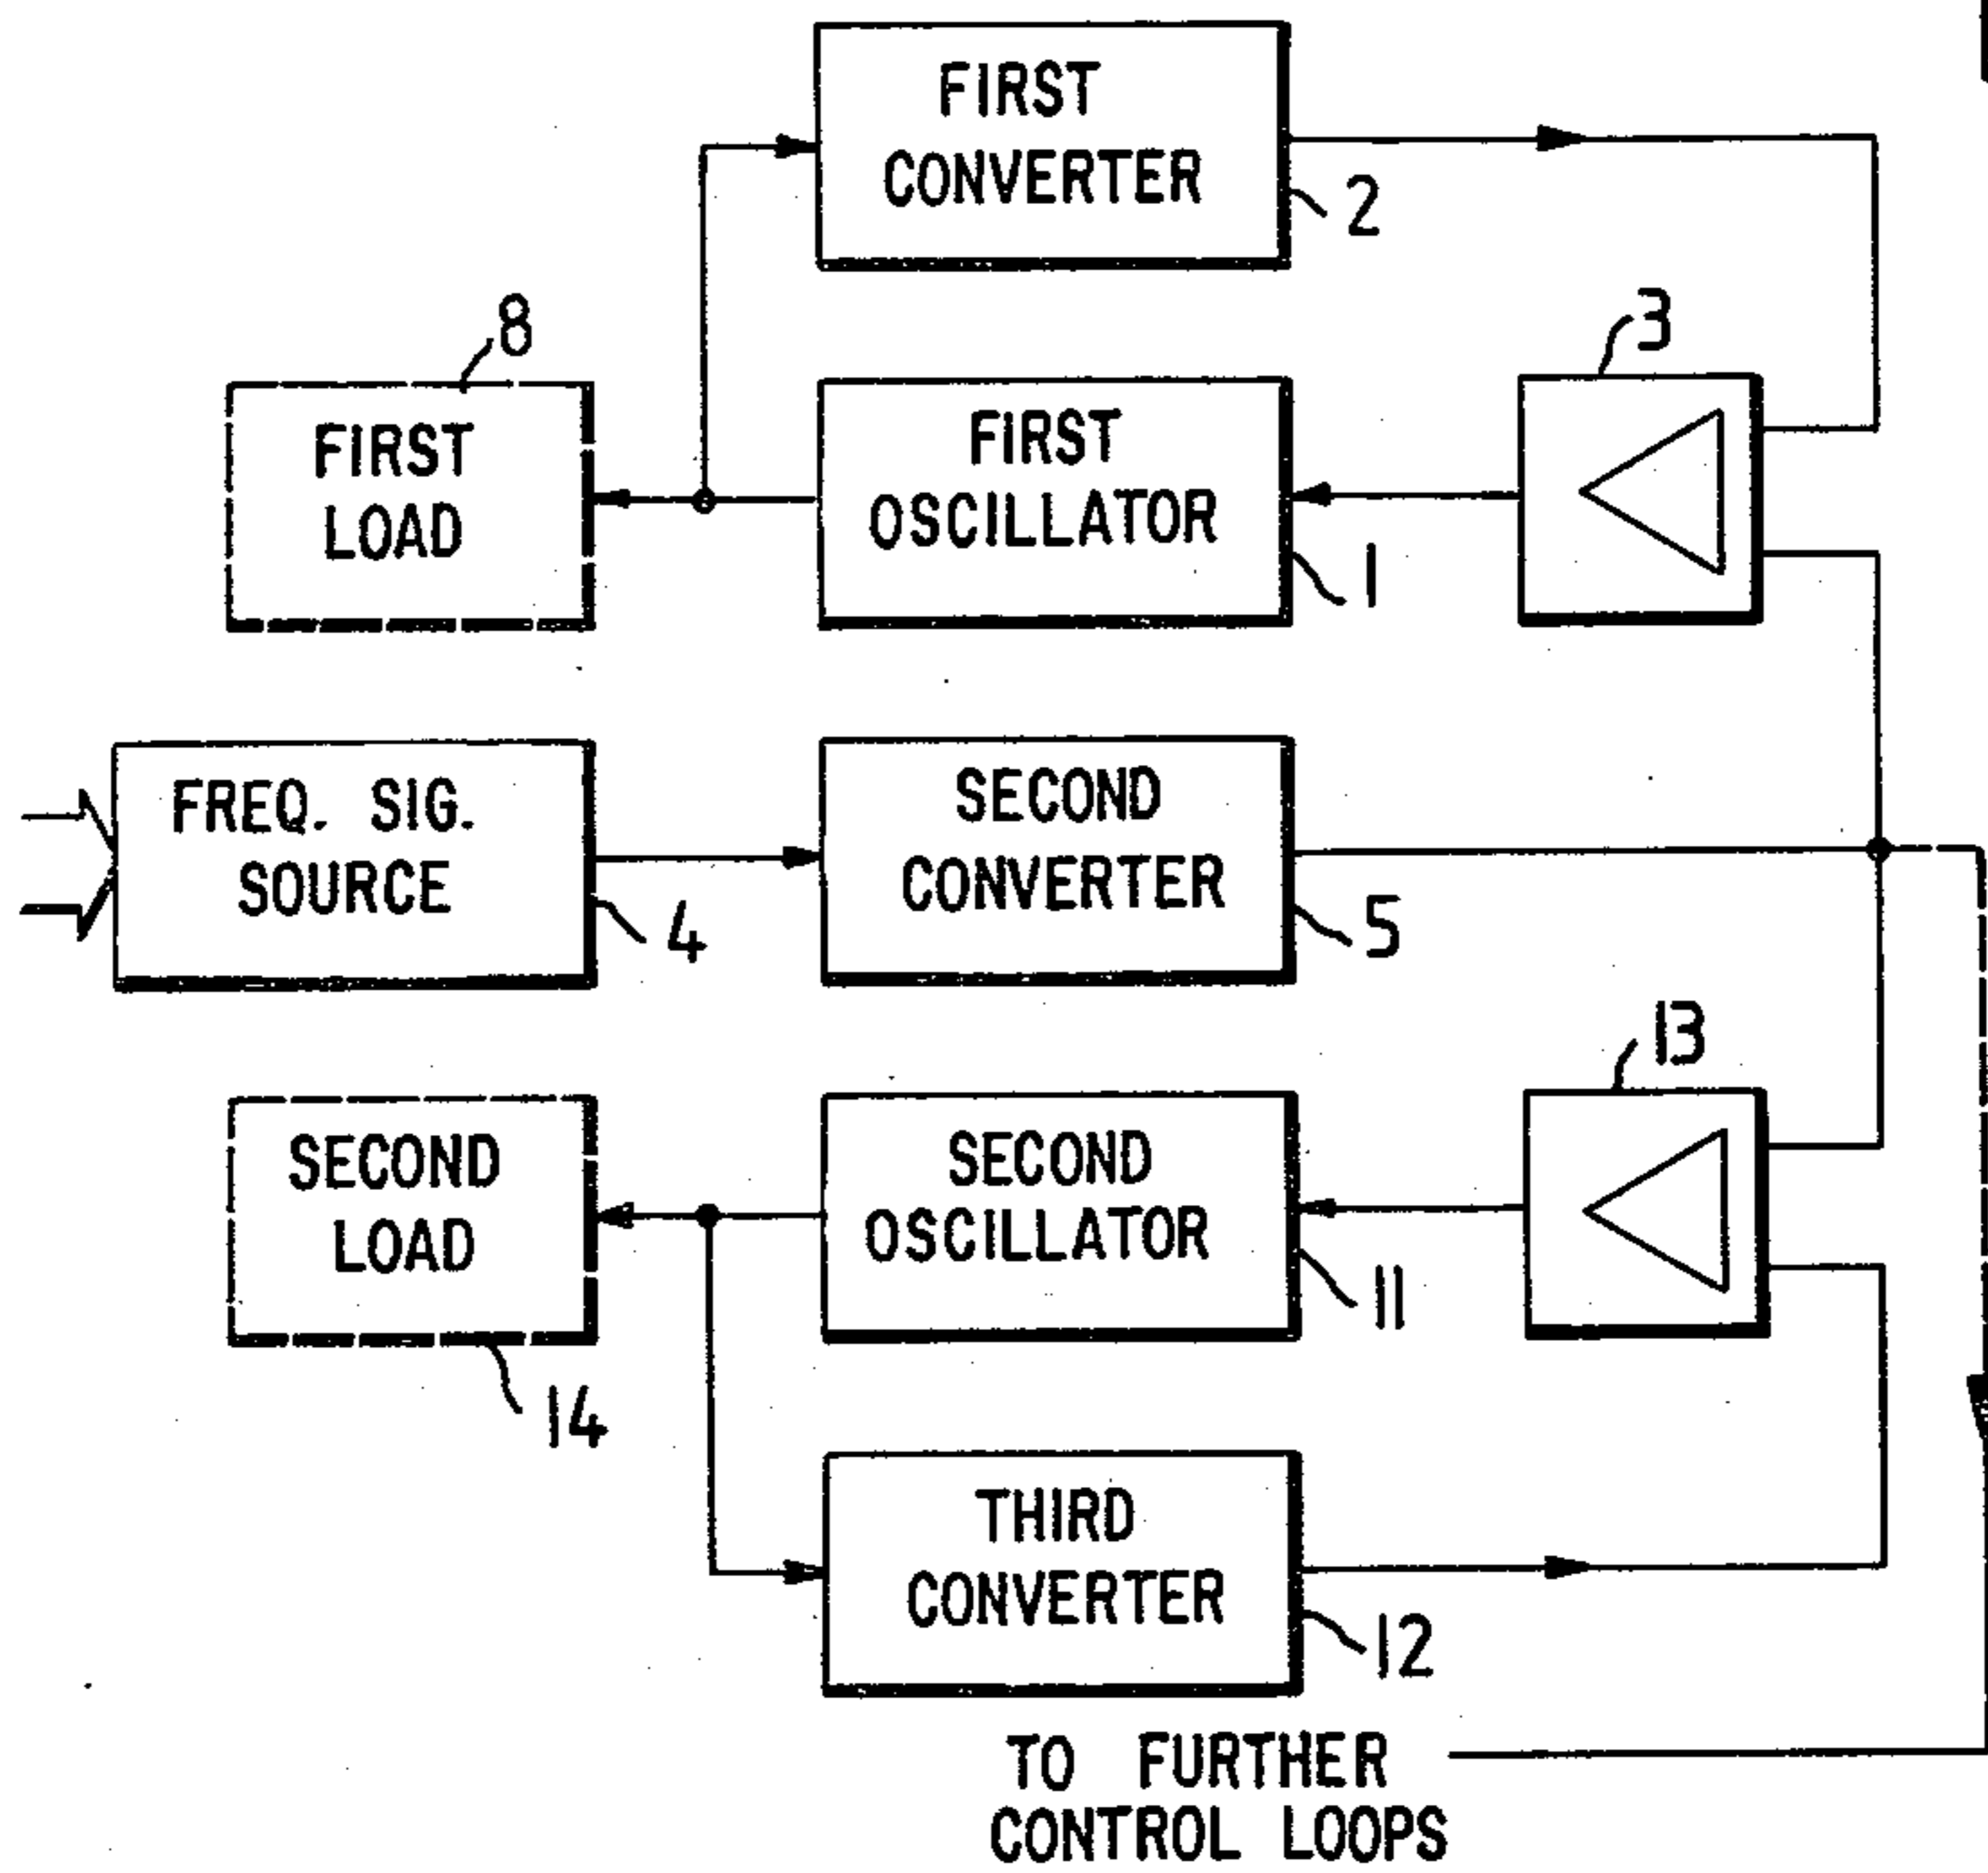 FIRST
CONVERTER
2
8
3
FIRST
LOAD
FIRST
OSCILLATOR
1
FREQ. SIG.
SOURCE
4
SECOND
CONVERTER
5
13
SECOND
LOAD
14
SECOND
OSCILLATOR
11
THIRD
CONVERTER
12
TO FURTHER
CONTROL LOOPS